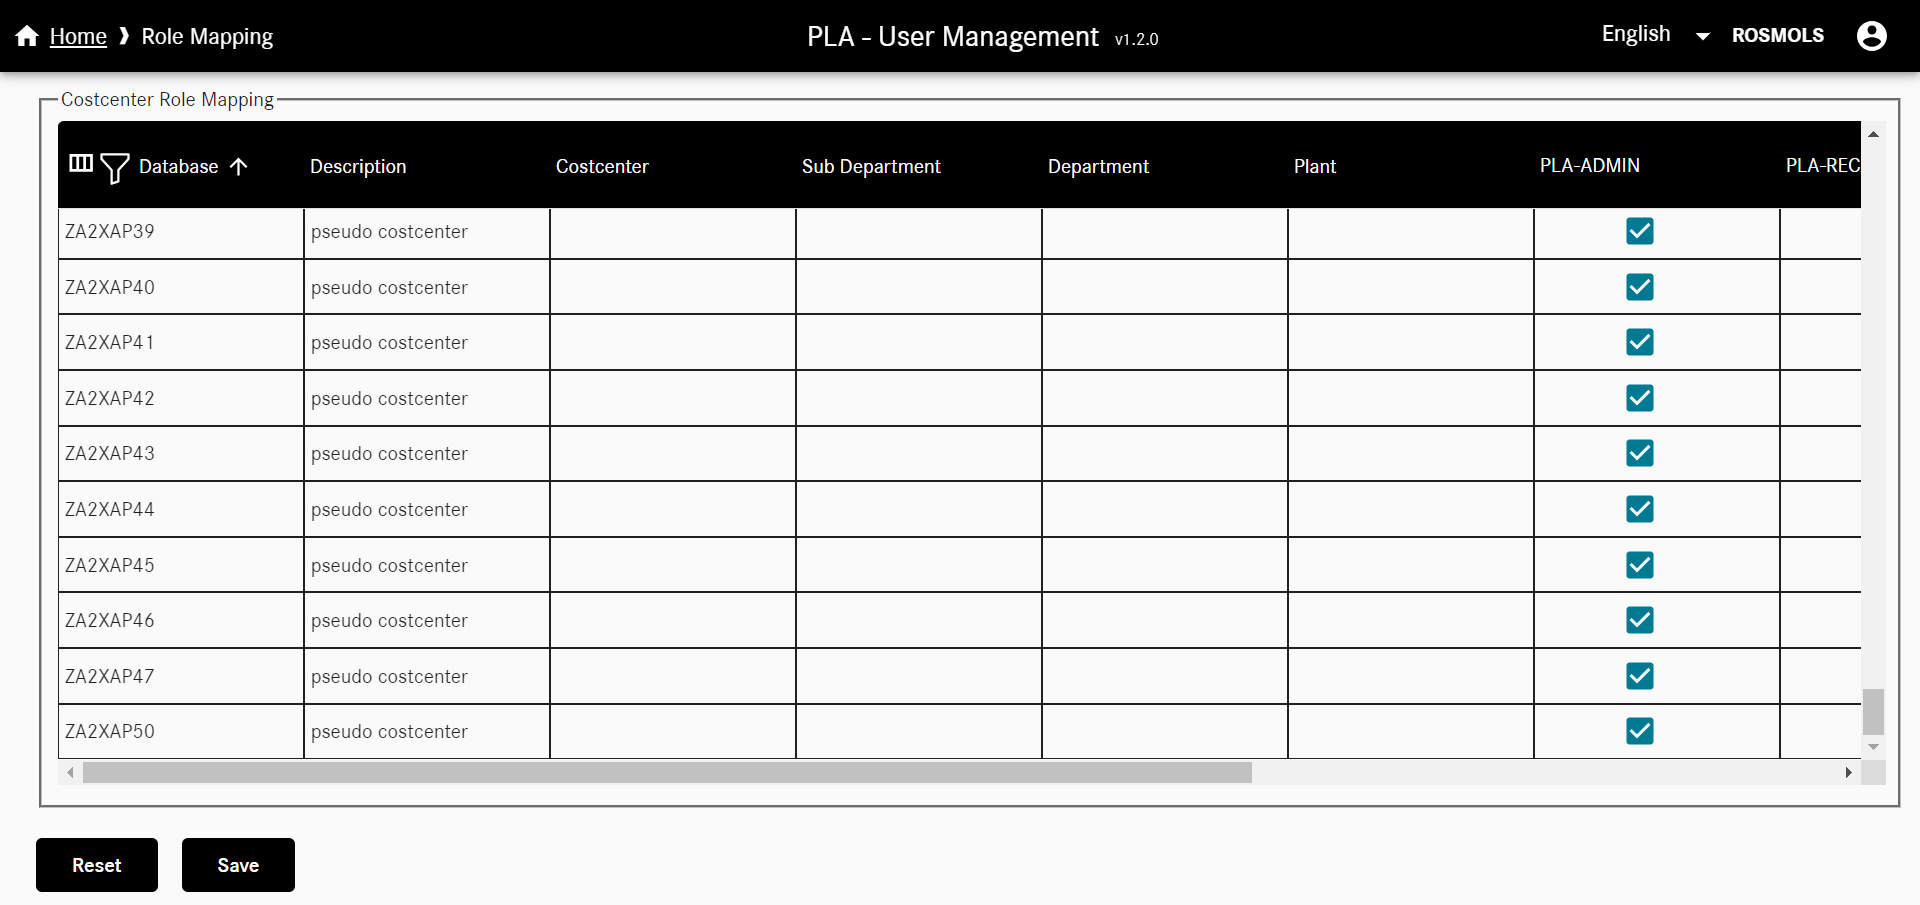 Home ❱ Role Mapping
PLA - User Management v1.2.0
English ROSMOLS
Costcenter Role Mapping
Database Description Costcenter Sub Department Department Plant PLA-ADMIN PLA-REC
ZA2XAP39 pseudo costcenter
ZA2XAP40 pseudo costcenter
ZA2XAP41 pseudo costcenter
ZA2XAP42 pseudo costcenter
ZA2XAP43 pseudo costcenter
ZA2XAP44 pseudo costcenter
ZA2XAP45 pseudo costcenter
ZA2XAP46 pseudo costcenter
ZA2XAP47 pseudo costcenter
ZA2XAP50 pseudo costcenter
Reset Save